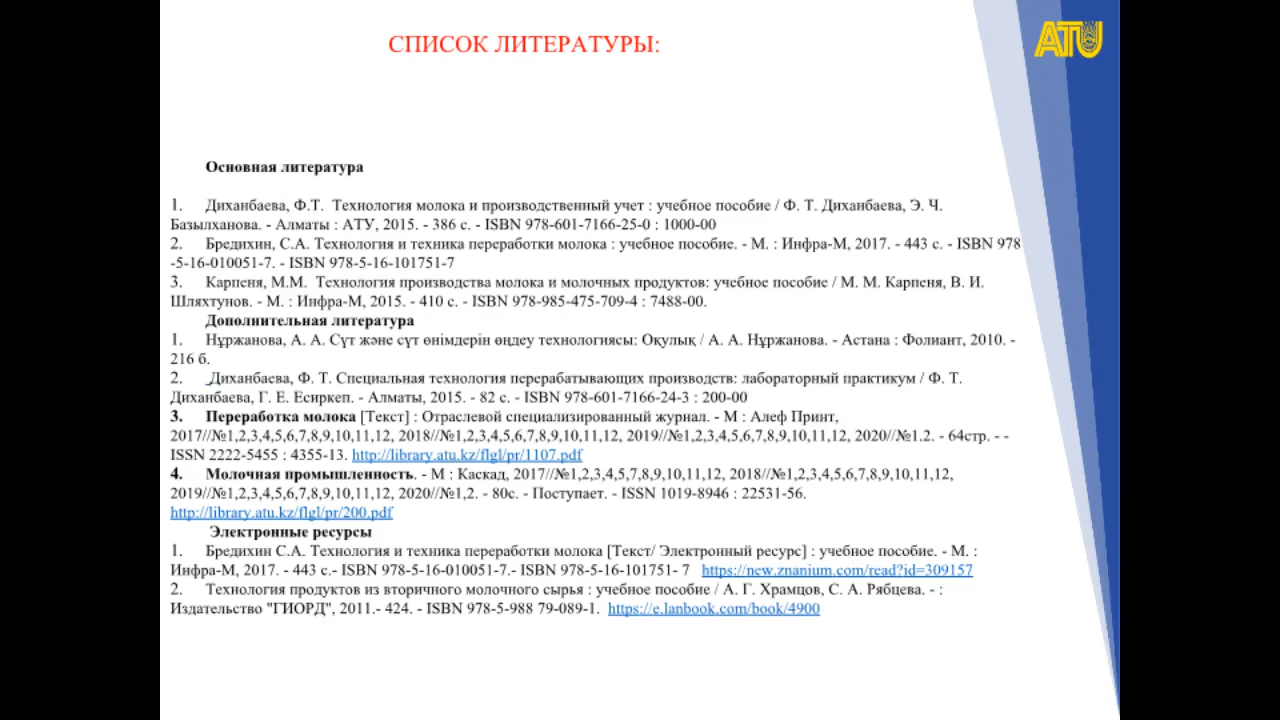 СПИСОК ЛИТЕРАТУРЫ:
ATU
Основная литература
1. Диханбаева, Ф.Т. Технология молока и производственный учет : учебное пособие / Ф. Т. Диханбаева, Э. Ч.
Базылханова. - Алматы : АТУ, 2015. - 386 с. - ISBN 978-601-7166-25-0 : 1000-00
2. Бредихин, С.А. Технология и техника переработки молока : учебное пособие. - М. : Инфра-М, 2017. - 443 с. - ISBN 978
-5-16-010051-7. - ISBN 978-5-16-101751-7
3. Карпеня, М.М. Технология производства молока и молочных продуктов: учебное пособие / М. М. Карпеня, В. И.
Шляхтунов. - М. : Инфра-М, 2015. - 410 с. - ISBN 978-985-475-709-4 : 7488-00.
Дополнительная литература
1. Нұржанова, А. А. Сүт және сүт өнімдерін өңдеу технологиясы: Оқулық / А. А. Нұржанова. - Астана : Фолиант, 2010. -
216 б.
2. Диханбаева, Ф. Т. Специальная технология перерабатывающих производств: лабораторный практикум / Ф. Т.
Диханбаева, Г. Е. Есиркеп. - Алматы, 2015. - 82 с. - ISBN 978-601-7166-24-3 : 200-00
3. Переработка молока [Текст] : Отраслевой специализированный журнал. - М : Алеф Принт,
2017//№1,2,3,4,5,6,7,8,9,10,11,12, 2018//№1,2,3,4,5,6,7,8,9,10,11,12, 2019//№1,2,3,4,5,6,7,8,9,10,11,12, 2020//№1.2. - 64стр. - -
ISSN 2222-5455 : 4355-13. http://library.atu.kz/flgl/pr/1107.pdf
4. Молочная промышленность. - М : Каскад, 2017//№1,2,3,4,5,7,8,9,10,11,12, 2018//№1,2,3,4,5,6,7,8,9,10,11,12,
2019//№1,2,3,4,5,6,7,8,9,10,11,12, 2020//№1,2. - 80с. - Поступает. - ISSN 1019-8946 : 22531-56.
http://library.atu.kz/flgl/pr/200.pdf
Электронные ресурсы
1. Бредихин С.А. Технология и техника переработки молока [Текст/ Электронный ресурс] : учебное пособие. - М. :
Инфра-М, 2017. - 443 с.- ISBN 978-5-16-010051-7.- ISBN 978-5-16-101751- 7 https://new.znanium.com/read?id=309157
2. Технология продуктов из вторичного молочного сырья : учебное пособие / А. Г. Храмцов, С. А. Рябцева. - :
Издательство "ГИОРД", 2011.- 424. - ISBN 978-5-988 79-089-1. https://e.lanbook.com/book/4900